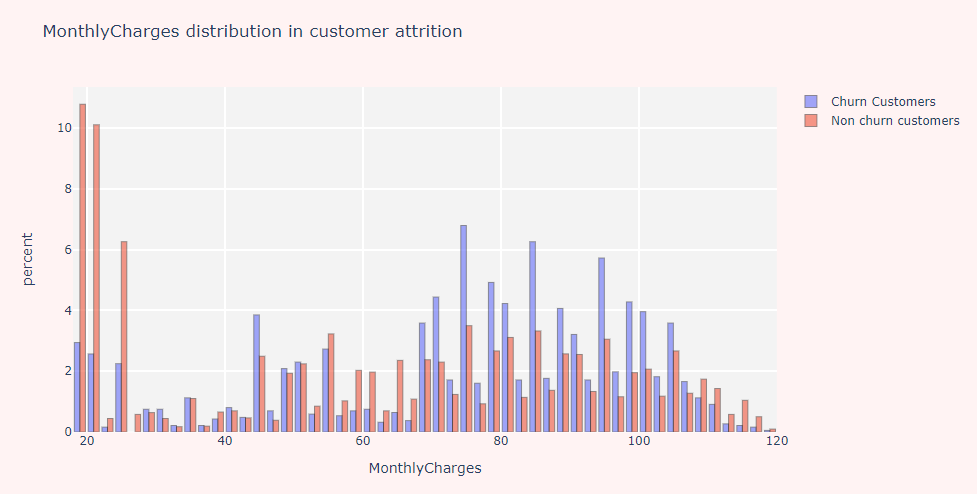 MonthlyCharges distribution in customer attrition
Churn Customers
Non churn customers
10
8
6
4
2
0
percent
20
40
60
80
100
120
MonthlyCharges